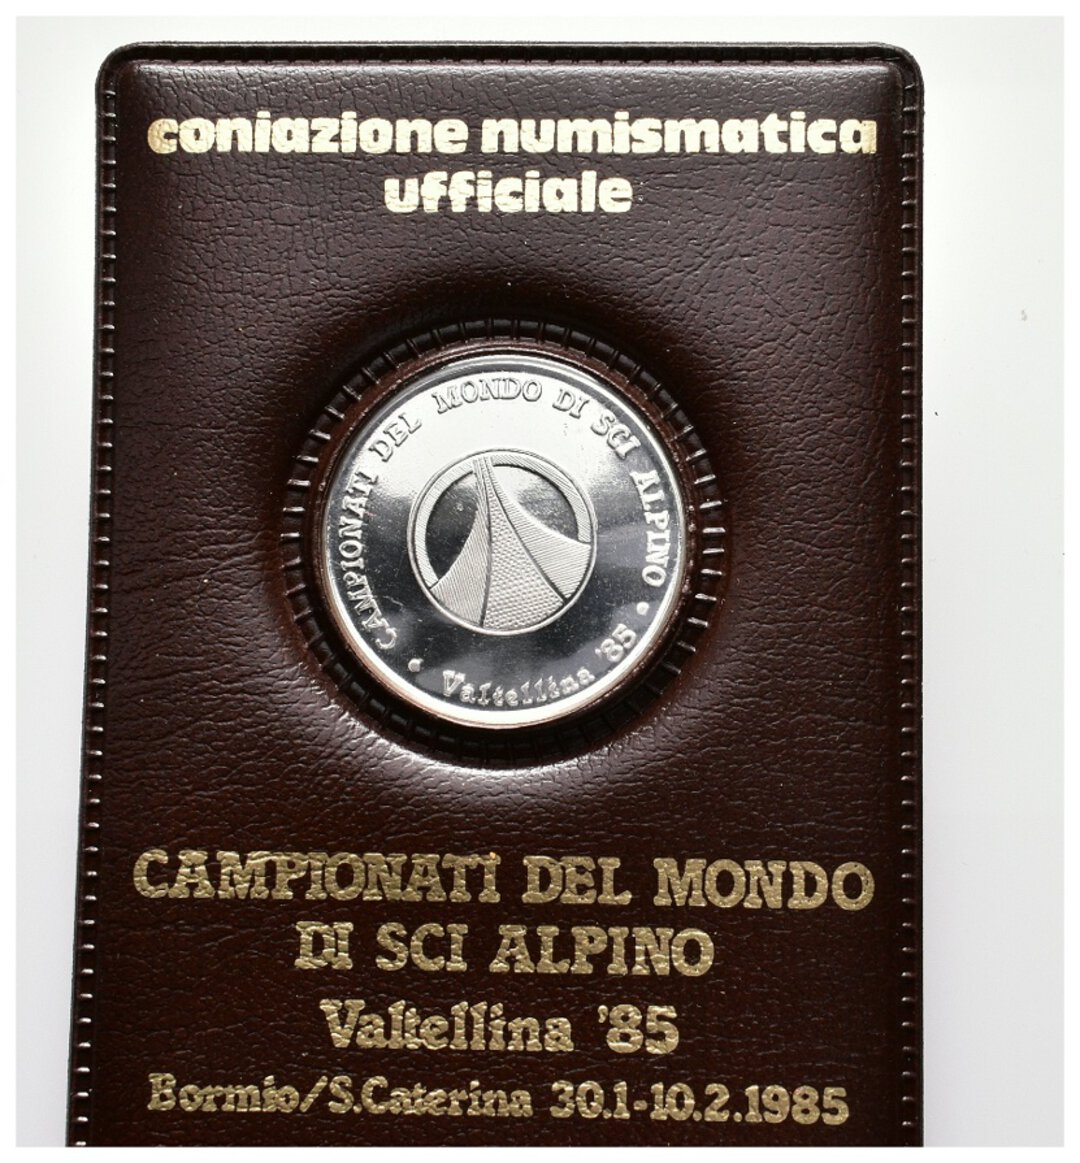 coniazione numismatica
ufficiale
CAMPIONATI DEL MONDO DI SCI ALPINO
• Valtellina '85 •
CAMPIONATI DEL MONDO
DI SCI ALPINO
Valtellina '85
Bormio/S.Caterina 30.1-10.2.1985